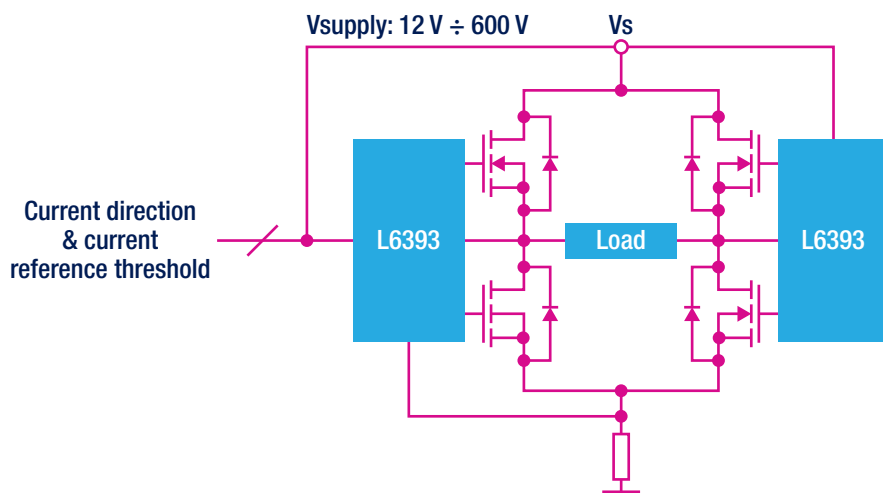 Vsupply: 12 V ÷ 600 V
Vs
Current direction
& current
reference threshold
L6393
Load
L6393